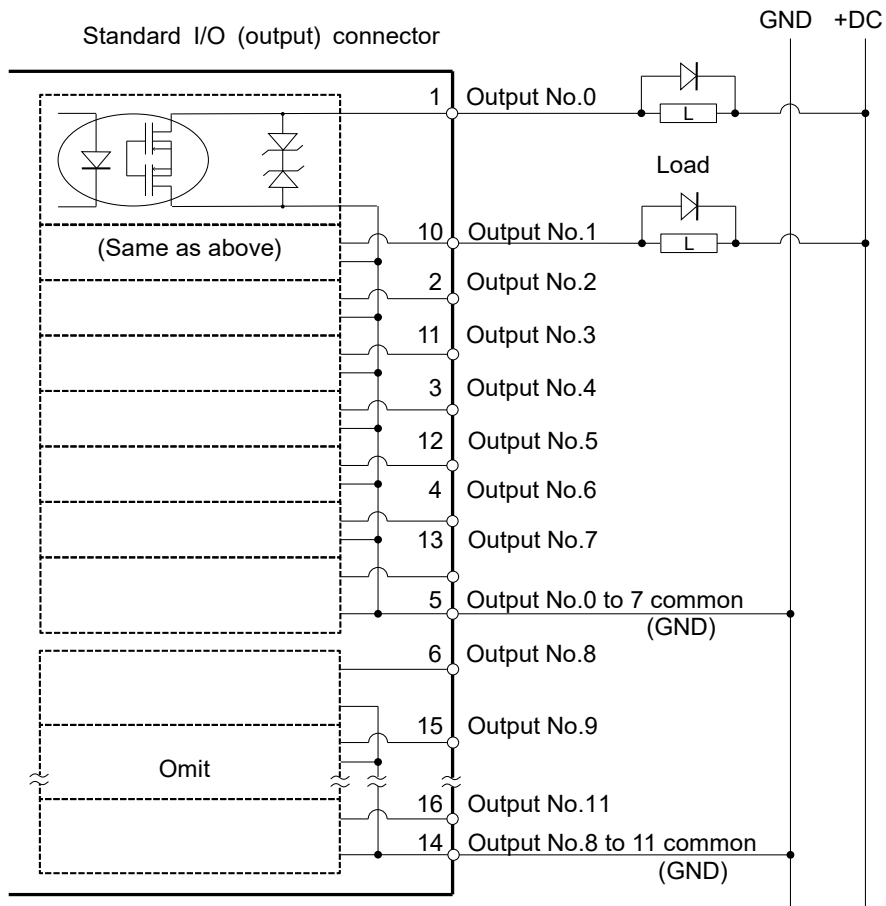 GND +DC
Standard I/O (output) connector
1 Output No.0
L
Load
10 Output No.1
L
(Same as above)
2 Output No.2
11 Output No.3
3 Output No.4
12 Output No.5
4 Output No.6
13 Output No.7
5 Output No.0 to 7 common
(GND)
6 Output No.8
15 Output No.9
Omit
16 Output No.11
14 Output No.8 to 11 common
(GND)